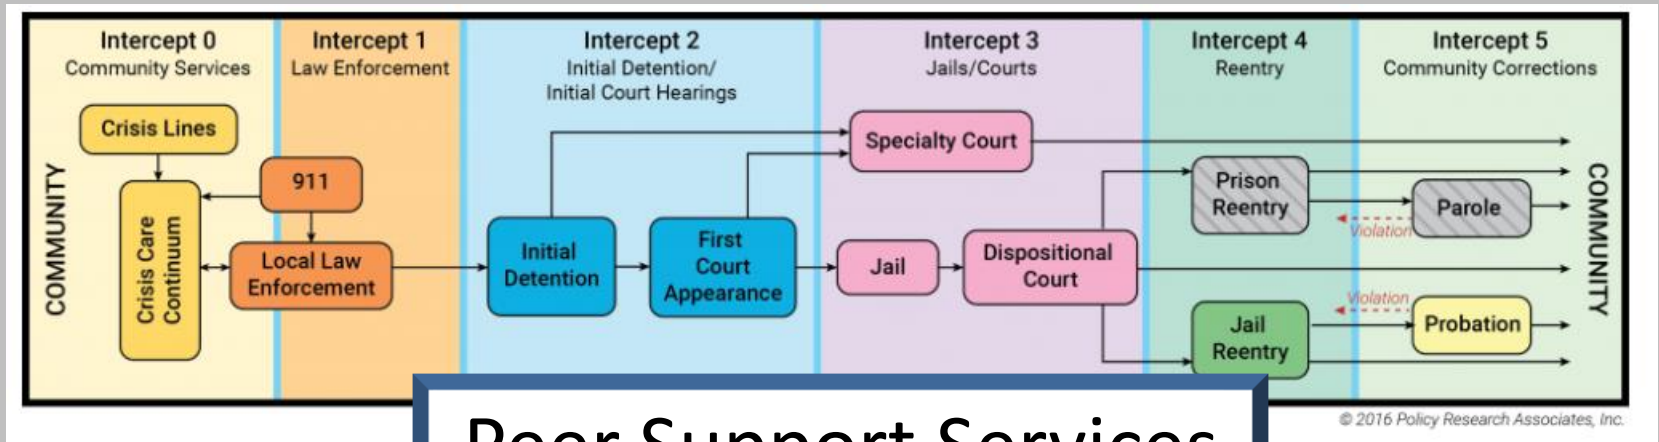 Intercept 0
Community Services
Intercept 1
Law Enforcement
Intercept 2
Initial Detention/
Initial Court Hearings
Intercept 3
Jails/Courts
Intercept 4
Reentry
Intercept 5
Community Corrections
COMMUNITY
Crisis Lines
Crisis Care
Continuum
911
Local Law
Enforcement
Initial
Detention
First
Court
Appearance
Specialty Court
Jail
Dispositional
Court
Prison
Reentry
Parole
Violation
Violation
Jail
Reentry
Probation
COMMUNITY
© 2016 Policy Research Associates, Inc.
Peer Support Services